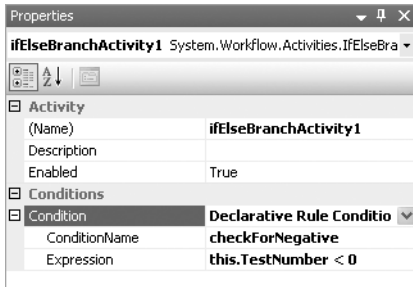 Properties
ifElseBranchActivity1 System.Workflow.Activities.IfElseBra
Activity
(Name) ifElseBranchActivity1
Description
Enabled True
Conditions
Condition Declarative Rule Conditio
ConditionName checkForNegative
Expression this.TestNumber < 0